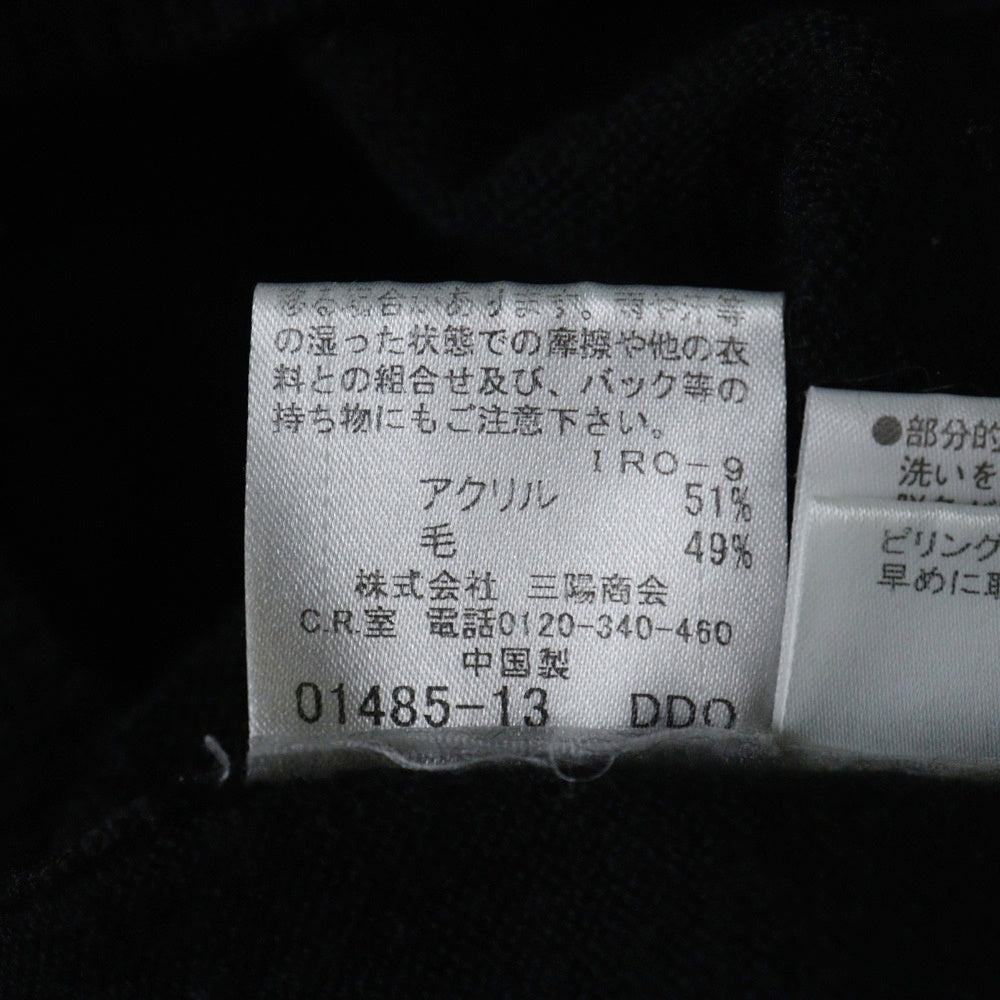 の湿った状態での摩擦や他の衣
料との組合せ及び、バック等の
持ち物にもご注意下さい。
IRO-9
アクリル 51%
毛 49%
株式会社 三陽商会
C.R.室 電話0120-340-460
中国製
01485-13 DDO
●部分的
洗いを
ピリング
早めに取